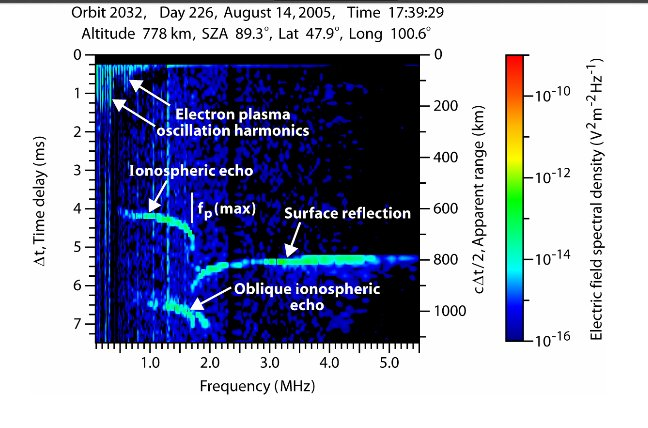 Orbit 2032, Day 226, August 14, 2005, Time 17:39:29
Altitude 778 km, SZA 89.3°, Lat 47.9°, Long 100.6°
Δt, Time delay (ms)
0
1
2
3
4
5
6
7
Electron plasma
oscillation harmonics
Ionospheric echo
fp(max)
Surface reflection
Oblique ionospheric
echo
1.0 2.0 3.0 4.0 5.0
Frequency (MHz)
0
200
400
600
800
1000
cΔt/2, Apparent range (km)
10⁻¹⁰
10⁻¹²
10⁻¹⁴
10⁻¹⁶
Electric field spectral density (V² m⁻² Hz⁻¹)